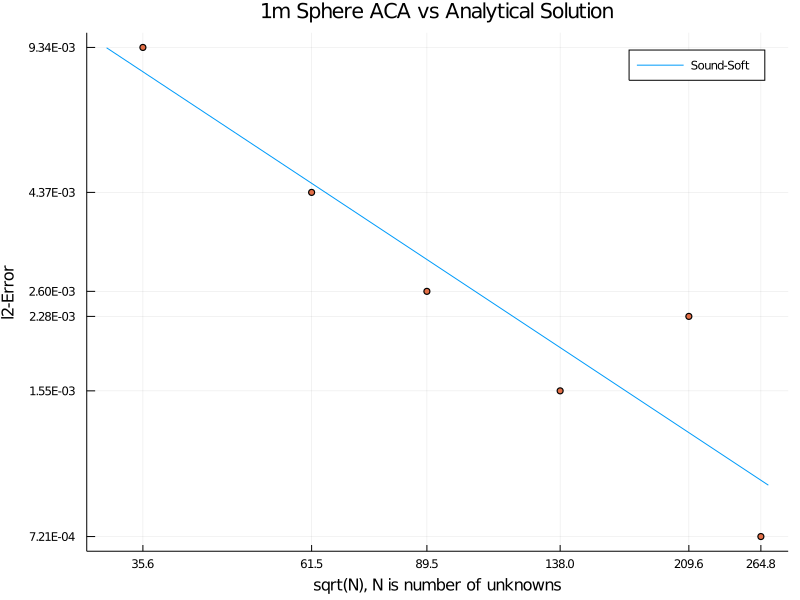 1m Sphere ACA vs Analytical Solution
Sound-Soft
l2-Error
9.34E-03
4.37E-03
2.60E-03
2.28E-03
1.55E-03
7.21E-04
35.6 61.5 89.5 138.0 209.6 264.8
sqrt(N), N is number of unknowns